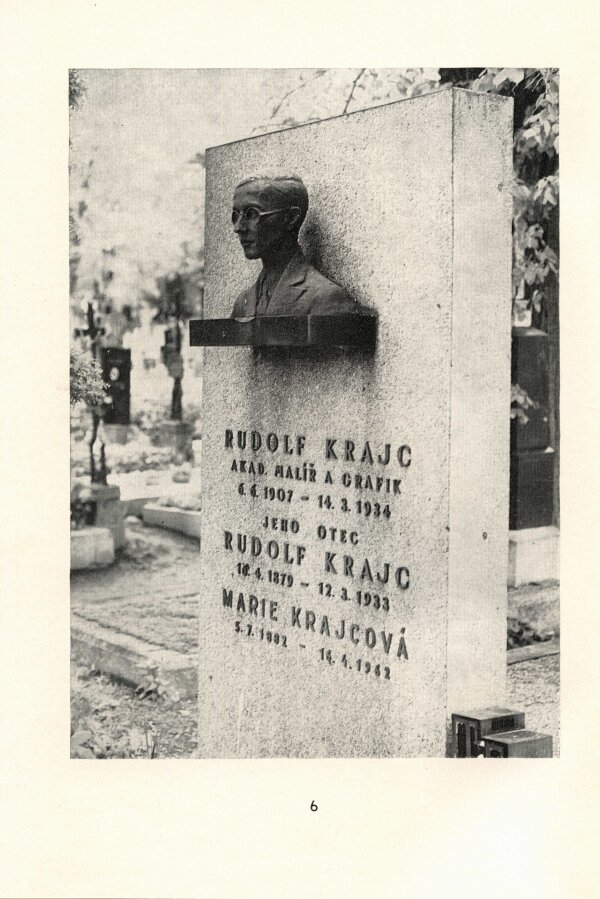 RUDOLF KRAJC
AKAD. MALÍŘ A GRAFIK
6.6.1907 – 14.3.1934
JEHO OTEC
RUDOLF KRAJC
10.4.1879 – 12.3.1933
MARIE KRAJCOVÁ
5.7.1882 – 14.4.1942
6